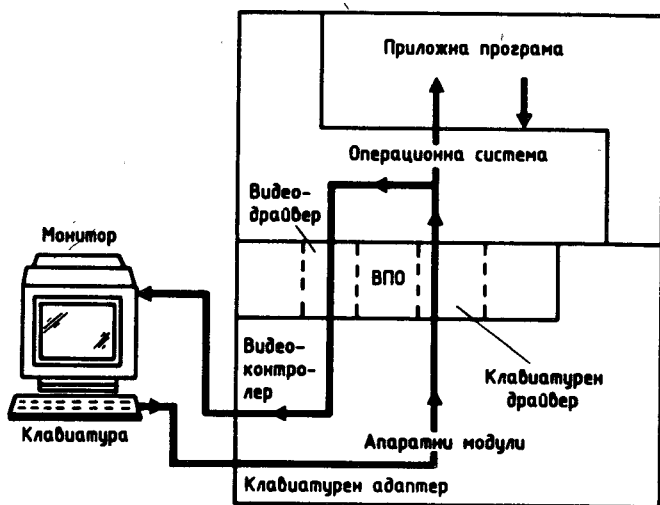 Приложна програма
Операционна система
Видео-
драйвер
Монитор
ВПО
Видео-
контро-
лер
Клавиатурен
драйвер
Клавиатура
Апаратни модули
Клавиатурен адаптер